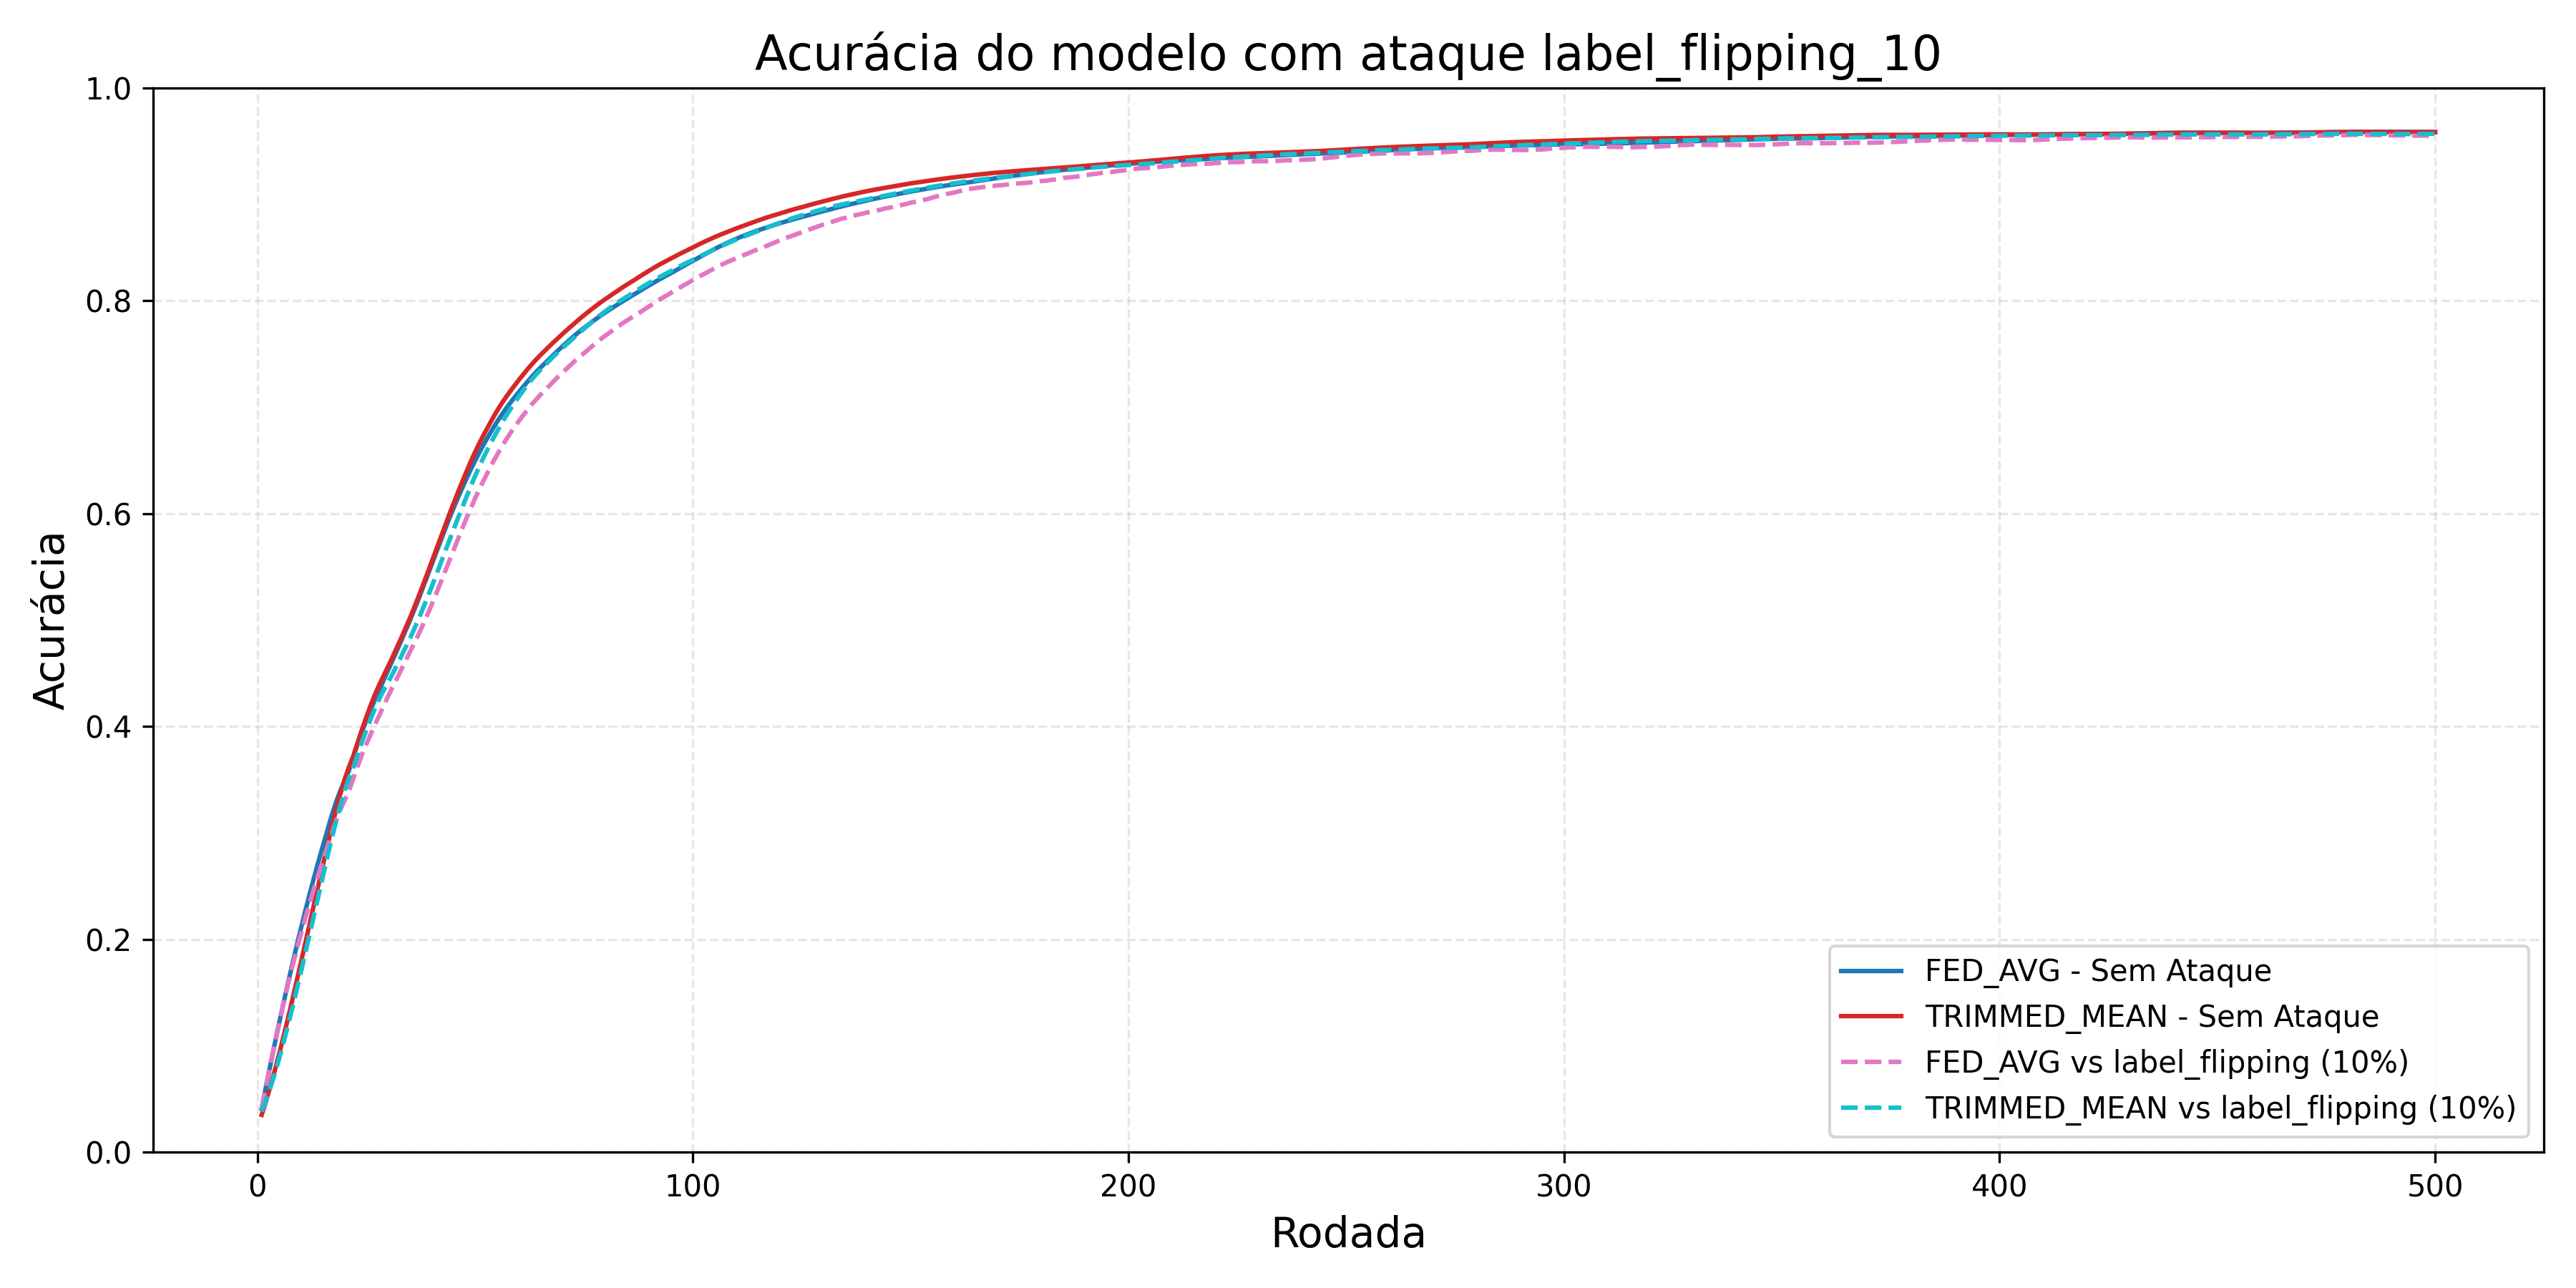 Acurácia do modelo com ataque label_flipping_10
Acurácia
1.0
0.8
0.6
0.4
0.2
0.0
0
100
200
300
400
500
Rodada
FED_AVG - Sem Ataque
TRIMMED_MEAN - Sem Ataque
FED_AVG vs label_flipping (10%)
TRIMMED_MEAN vs label_flipping (10%)